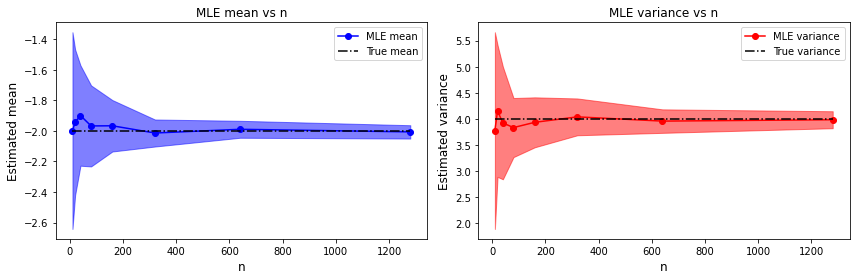 MLE mean vs n
Estimated mean
−1.4
−1.6
−1.8
−2.0
−2.2
−2.4
−2.6
MLE mean
True mean
0
200
400
600
800
1000
1200
n
MLE variance vs n
Estimated variance
5.5
5.0
4.5
4.0
3.5
3.0
2.5
2.0
MLE variance
True variance
0
200
400
600
800
1000
1200
n